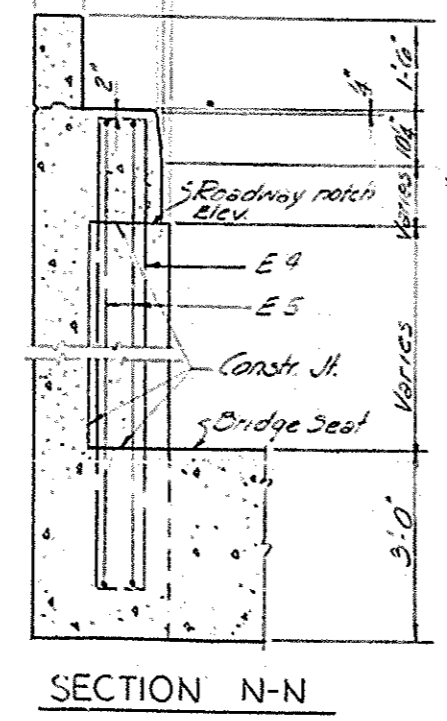 2"
4"
1'-6"
10¼"
Varies
Roadway notch
Elev.
E 4
E 5
Varies
Constr. Jt.
Bridge Seat
3'-0"
SECTION N-N